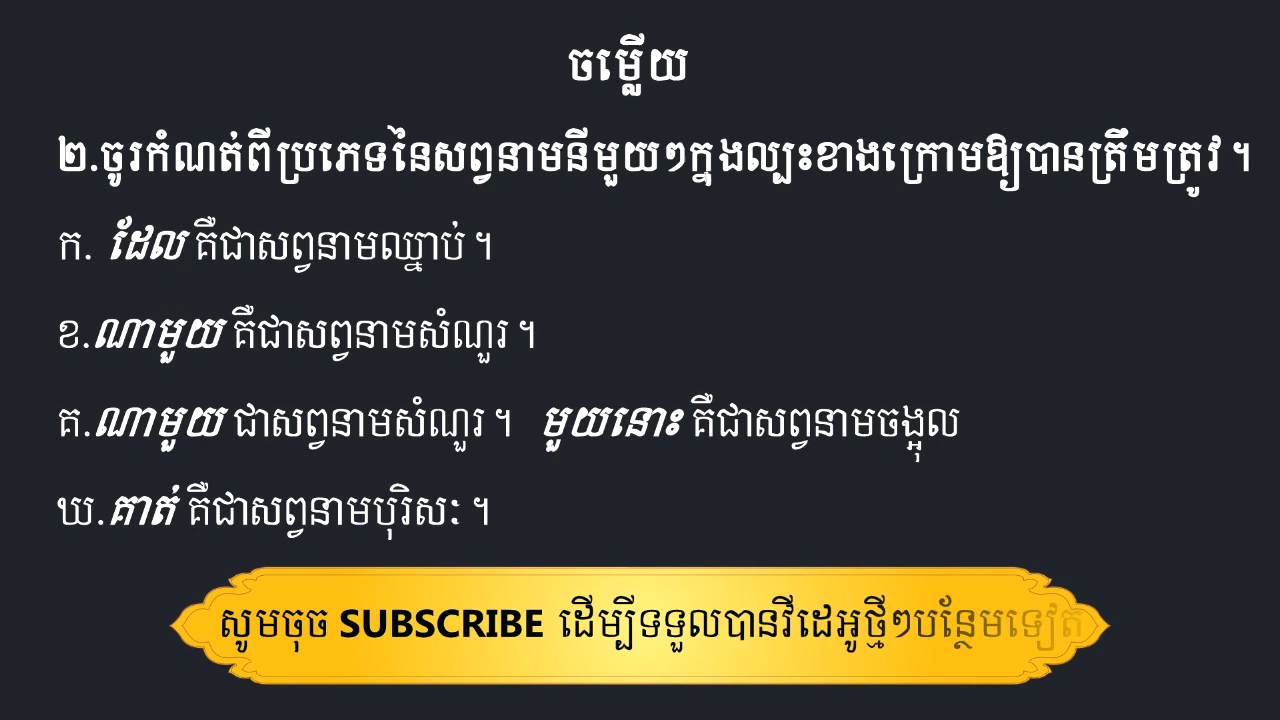 ចម្លើយ
២.ចូរកំណត់ពីប្រភេទនៃសព្វនាមនីមួយៗក្នុងល្បះខាងក្រោមឱ្យបានត្រឹមត្រូវ ។
ក. ដែល គឺជាសព្វនាមឈ្នាប់ ។
ខ.ណាមួយ គឺជាសព្វនាមសំណួរ ។
គ.ណាមួយ ជាសព្វនាមសំណួរ ។ មួយនោះ គឺជាសព្វនាមចង្អុល
ឃ.គាត់ គឺជាសព្វនាមបុរិសៈ ។
សូមចុច SUBSCRIBE ដើម្បីទទួលបានវីដេអូថ្មីៗបន្ថែមទៀត